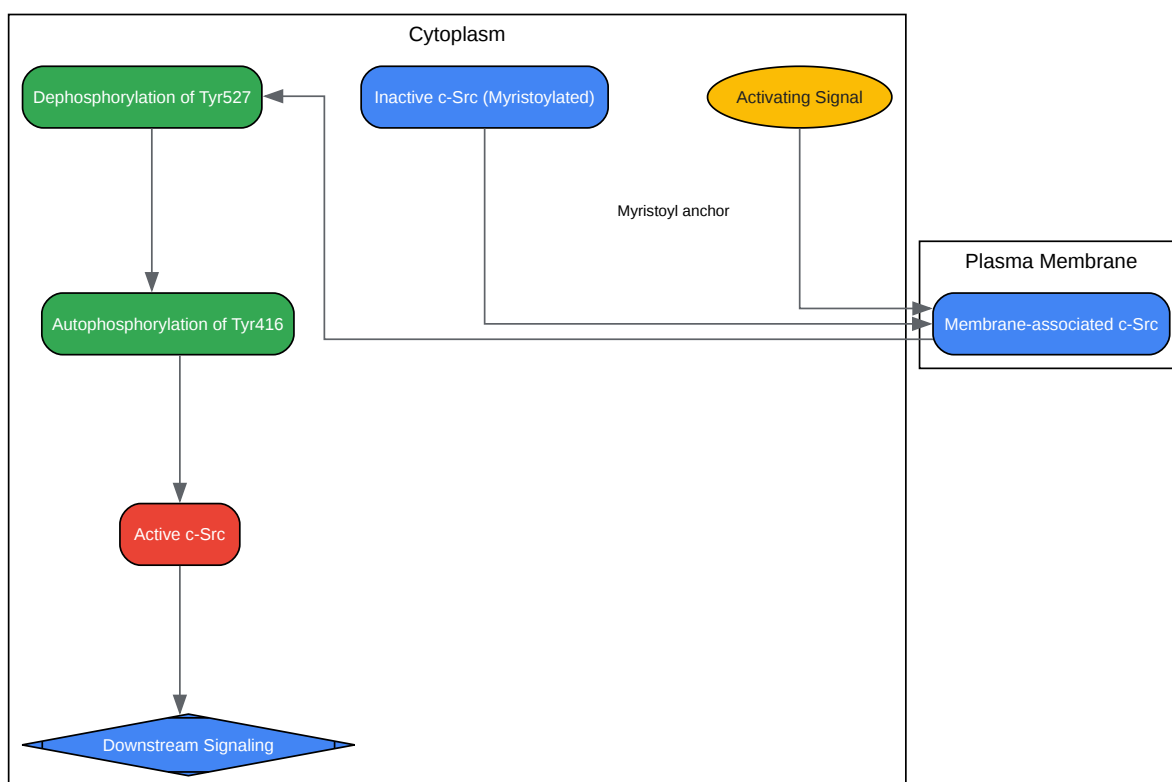 Cytoplasm
Dephosphorylation of Tyr527
Inactive c-Src (Myristoylated)
Activating Signal
Myristoyl anchor
Plasma Membrane
Autophosphorylation of Tyr416
Membrane-associated c-Src
Active c-Src
Downstream Signaling